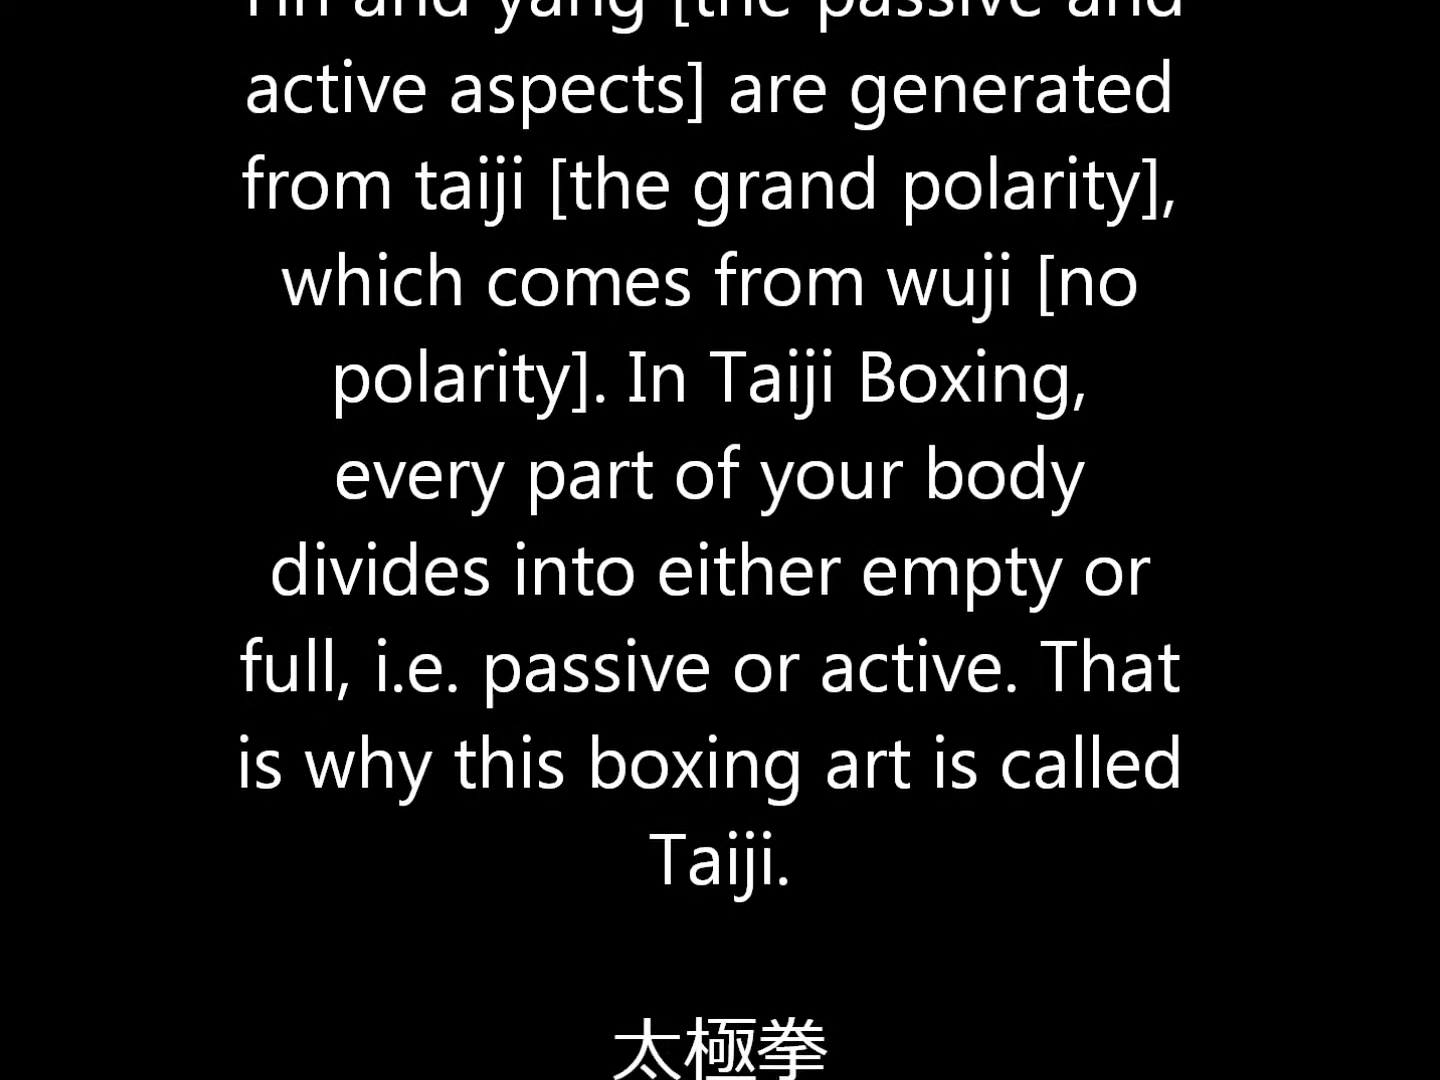 Yin and yang [the passive and
active aspects] are generated
from taiji [the grand polarity],
which comes from wuji [no
polarity]. In Taiji Boxing,
every part of your body
divides into either empty or
full, i.e. passive or active. That
is why this boxing art is called
Taiji.
太極拳